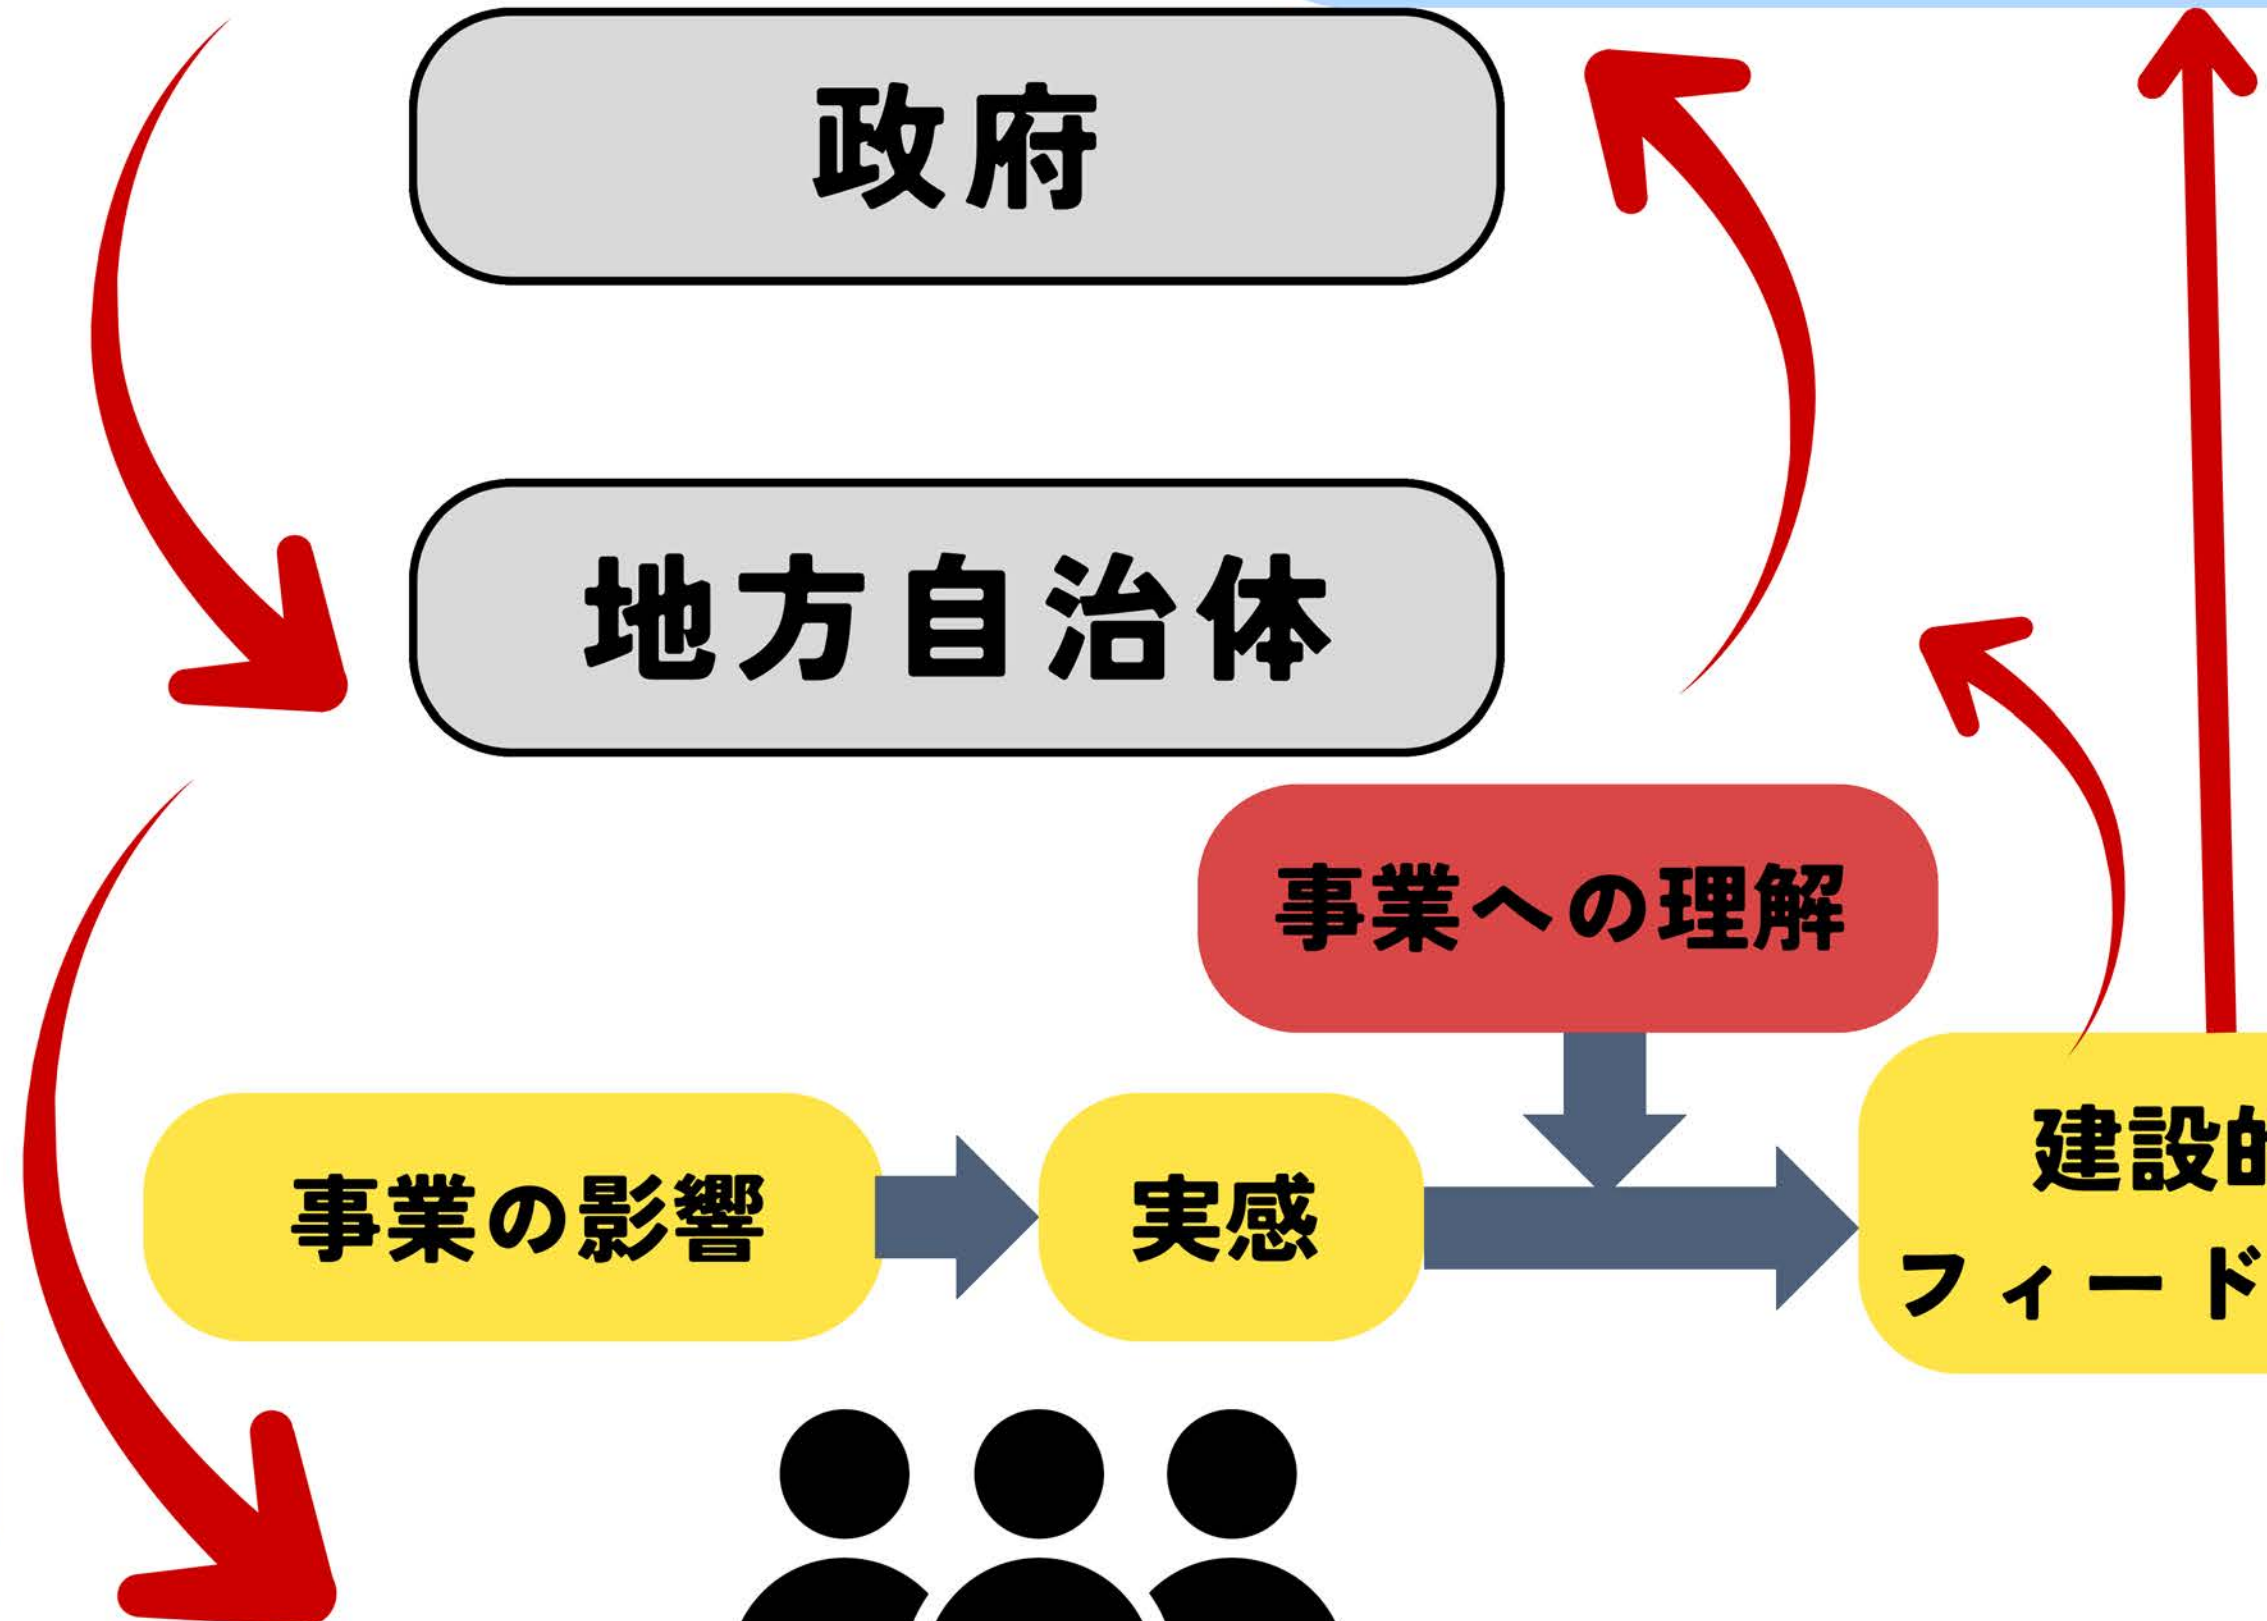 政府
地方自治体
事業への理解
事業の影響
実感
建設的
フィード